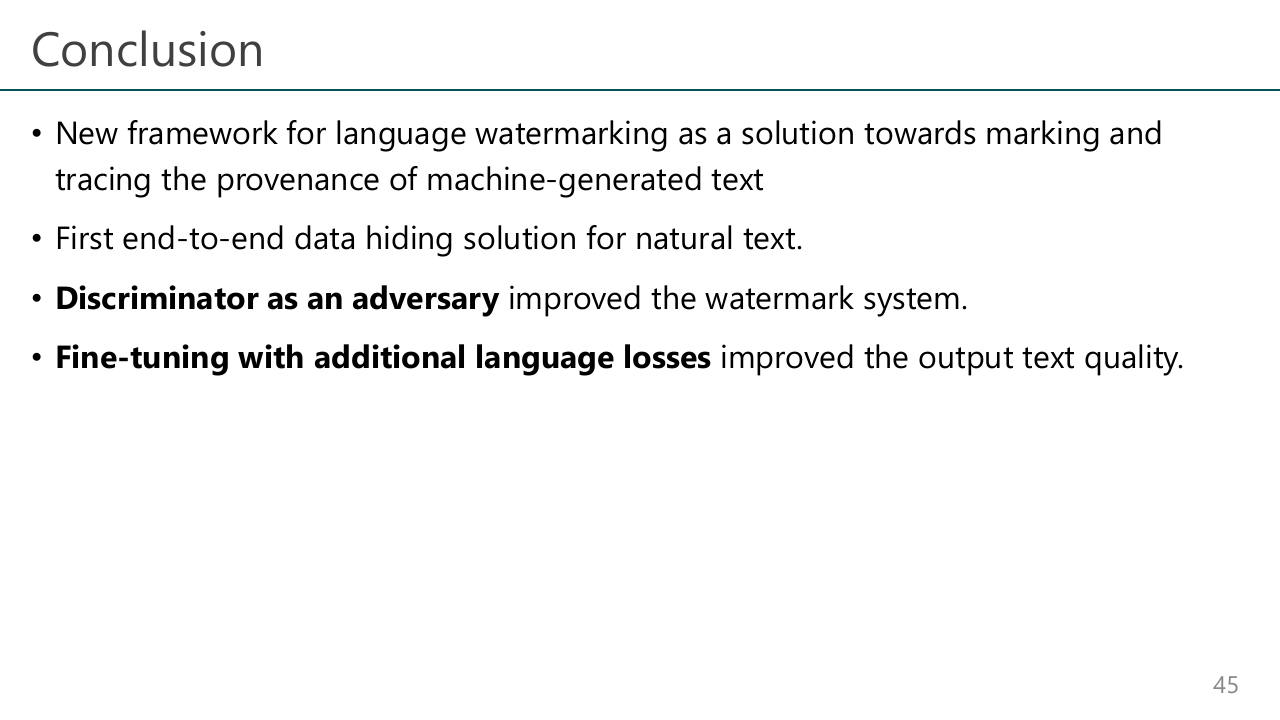 Conclusion
• New framework for language watermarking as a solution towards marking and
tracing the provenance of machine-generated text
• First end-to-end data hiding solution for natural text.
• Discriminator as an adversary improved the watermark system.
• Fine-tuning with additional language losses improved the output text quality.
45